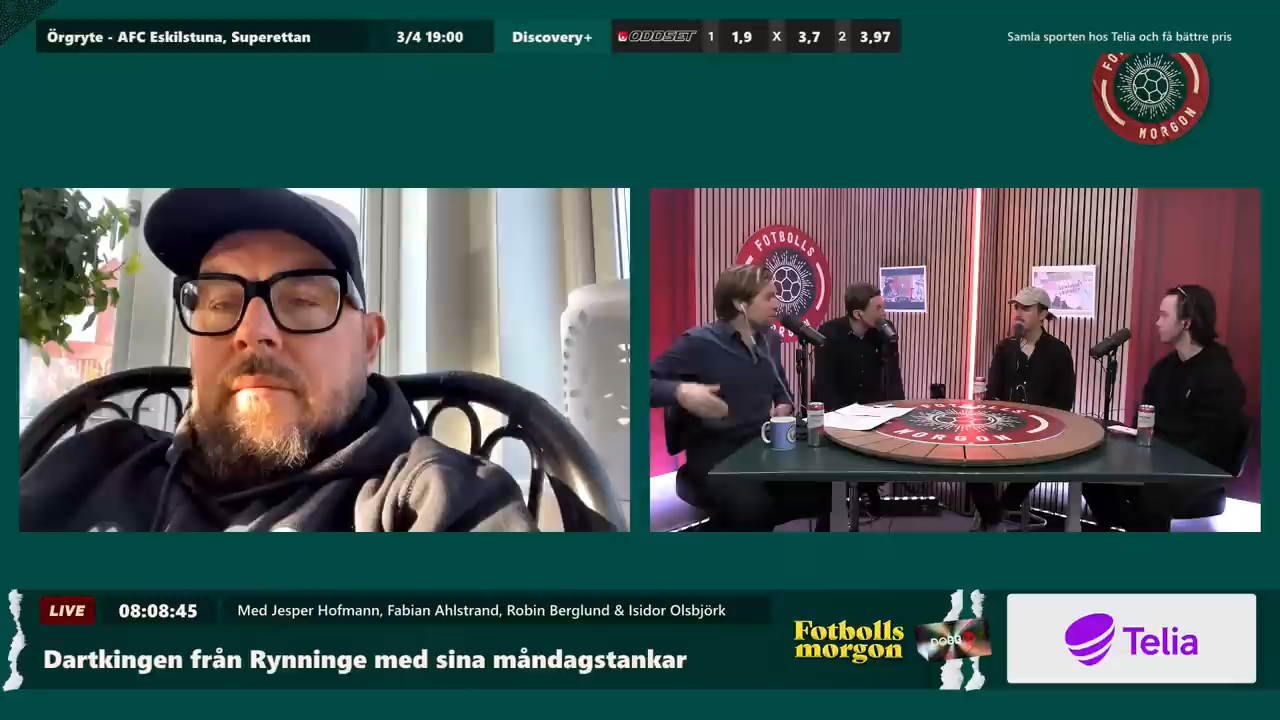 Örgryte - AFC Eskilstuna, Superettan
3/4 19:00
Discovery+
ODDSET
1 1,9 X 3,7 2 3,97
Samla sporten hos Telia och få bättre pris
MORGON
FOTBOLLS
FOTBOLLS
MORGON
LIVE
08:08:45
Med Jesper Hofmann, Fabian Ahlstrand, Robin Berglund & Isidor Olsbjörk
Dartkingen från Rynninge med sina måndagstankar
Fotbolls
morgon
Telia